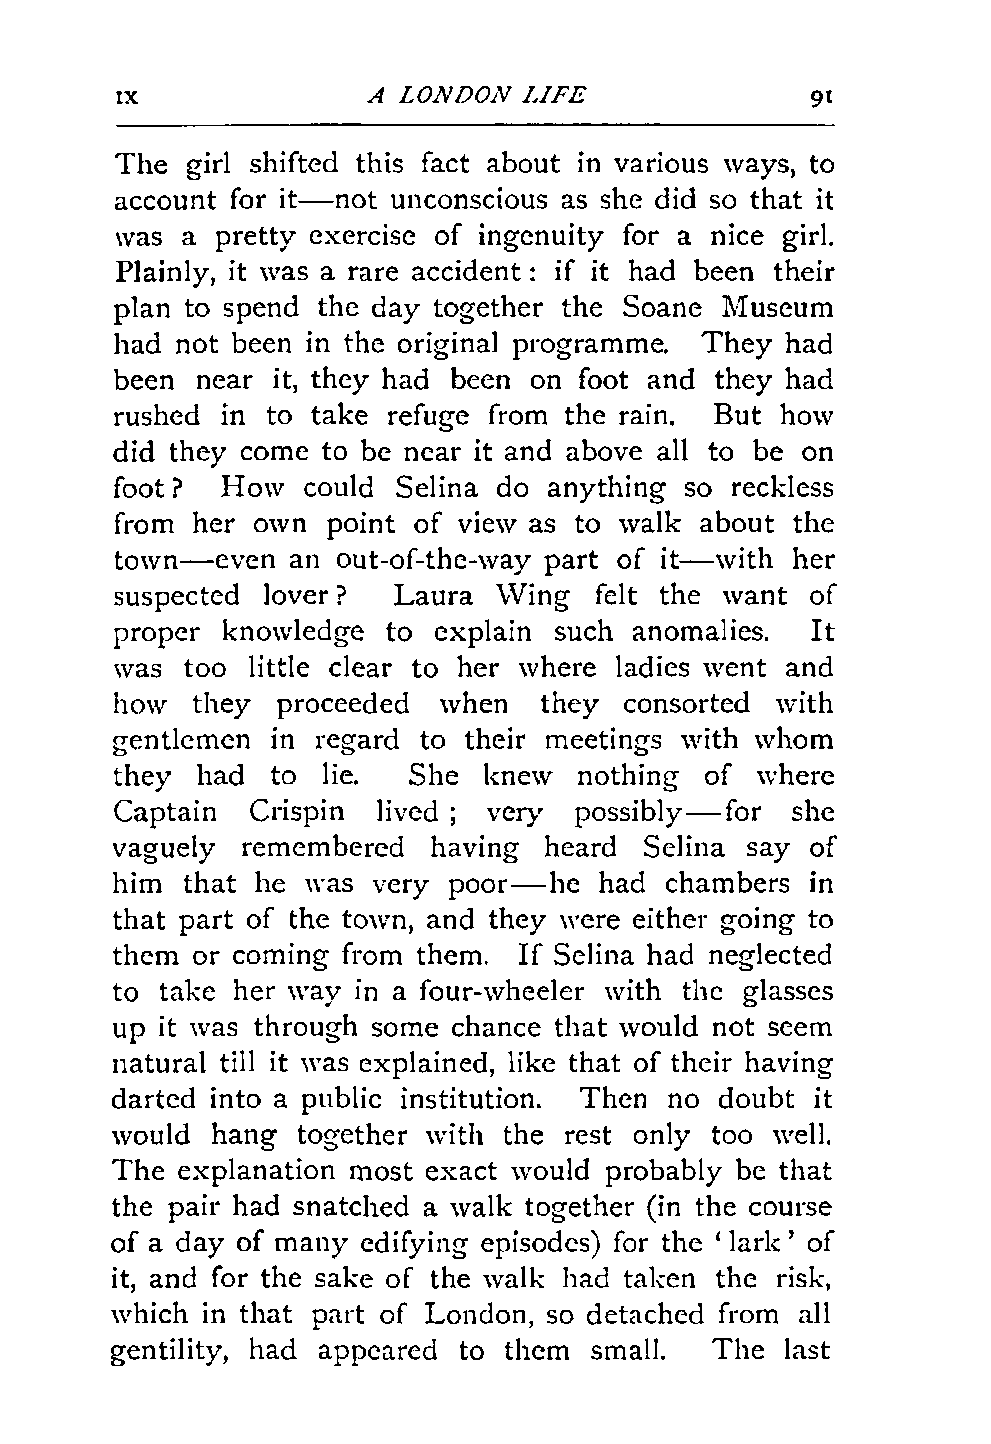 IX A LONDON LIFE 91
The girl shifted this fact about in various ways, to
account for it—not unconscious as she did so that it
was a pretty exercise of ingenuity for a nice girl.
Plainly, it was a rare accident : if it had been their
plan to spend the day together the Soane Museum
had not been in the original programme. They had
been near it, they had been on foot and they had
rushed in to take refuge from the rain. But how
did they come to be near it and above all to be on
foot ? How could Selina do anything so reckless
from her own point of view as to walk about the
town—even an out-of-the-way part of it—with her
suspected lover ? Laura Wing felt the want of
proper knowledge to explain such anomalies. It
was too little clear to her where ladies went and
how they proceeded when they consorted with
gentlemen in regard to their meetings with whom
they had to lie. She knew nothing of where
Captain Crispin lived ; very possibly—for she
vaguely remembered having heard Selina say of
him that he was very poor—he had chambers in
that part of the town, and they were either going to
them or coming from them. If Selina had neglected
to take her way in a four-wheeler with the glasses
up it was through some chance that would not seem
natural till it was explained, like that of their having
darted into a public institution. Then no doubt it
would hang together with the rest only too well.
The explanation most exact would probably be that
the pair had snatched a walk together (in the course
of a day of many edifying episodes) for the ‘ lark ’ of
it, and for the sake of the walk had taken the risk,
which in that part of London, so detached from all
gentility, had appeared to them small. The last